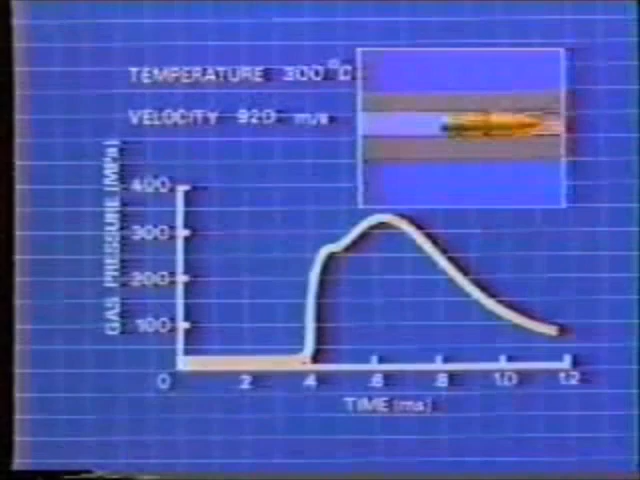 TEMPERATURE 300°C
VELOCITY 920 m/s
GAS PRESSURE (MPa)
400
300
200
100
0 .2 .4 .6 .8 1.0 1.2
TIME (ms)